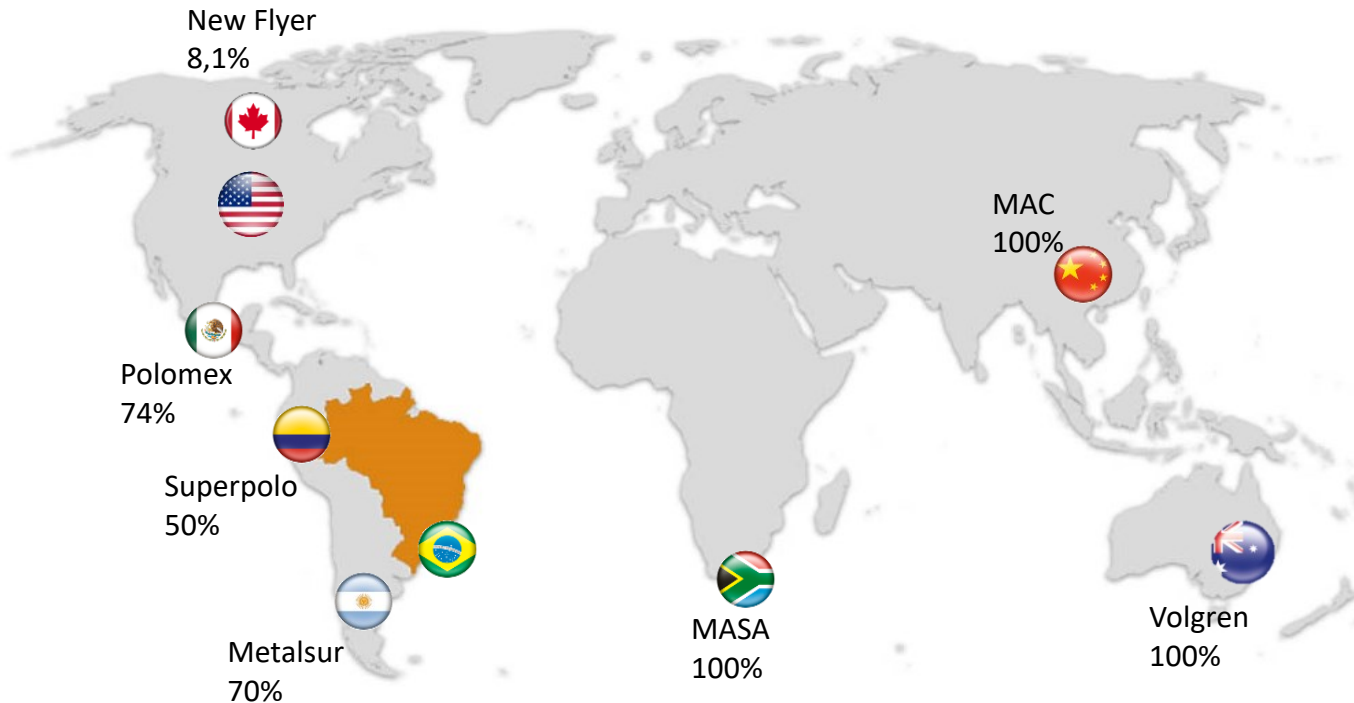 New Flyer
8,1%
MAC
100%
Polomex
74%
Superpolo
50%
Metalsur
70%
MASA
100%
Volgren
100%